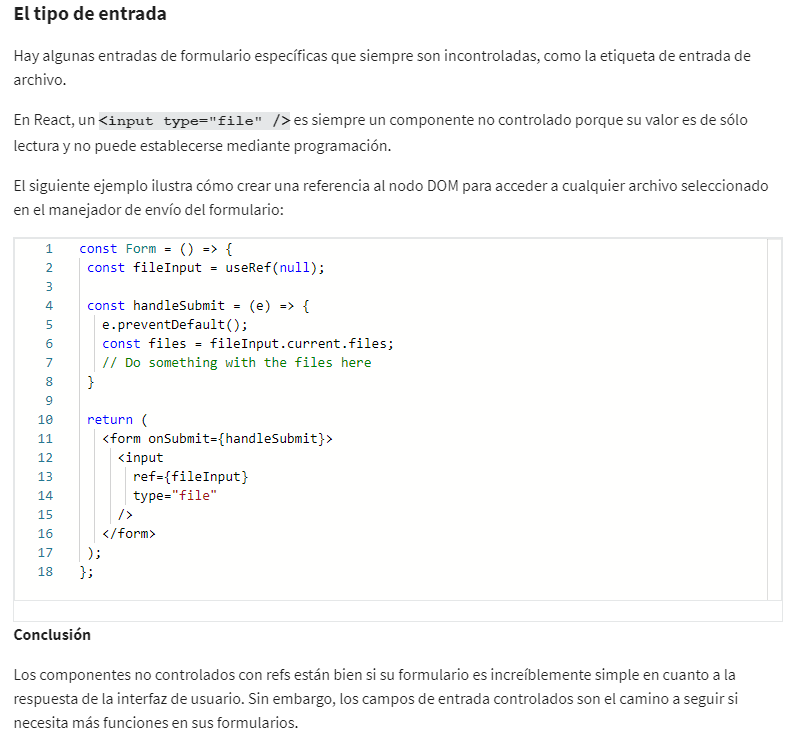 El tipo de entrada
Hay algunas entradas de formulario específicas que siempre son incontroladas, como la etiqueta de entrada de
archivo.
En React, un <input type="file" /> es siempre un componente no controlado porque su valor es de sólo
lectura y no puede establecerse mediante programación.
El siguiente ejemplo ilustra cómo crear una referencia al nodo DOM para acceder a cualquier archivo seleccionado
en el manejador de envío del formulario:
1 const Form = () => {
2 const fileInput = useRef(null);
3
4 const handleSubmit = (e) => {
5 e.preventDefault();
6 const files = fileInput.current.files;
7 // Do something with the files here
8 }
9
10 return (
11 <form onSubmit={handleSubmit}>
12 <input
13 ref={fileInput}
14 type="file"
15 />
16 </form>
17 );
18 };
Conclusión
Los componentes no controlados con refs están bien si su formulario es increíblemente simple en cuanto a la
respuesta de la interfaz de usuario. Sin embargo, los campos de entrada controlados son el camino a seguir si
necesita más funciones en sus formularios.